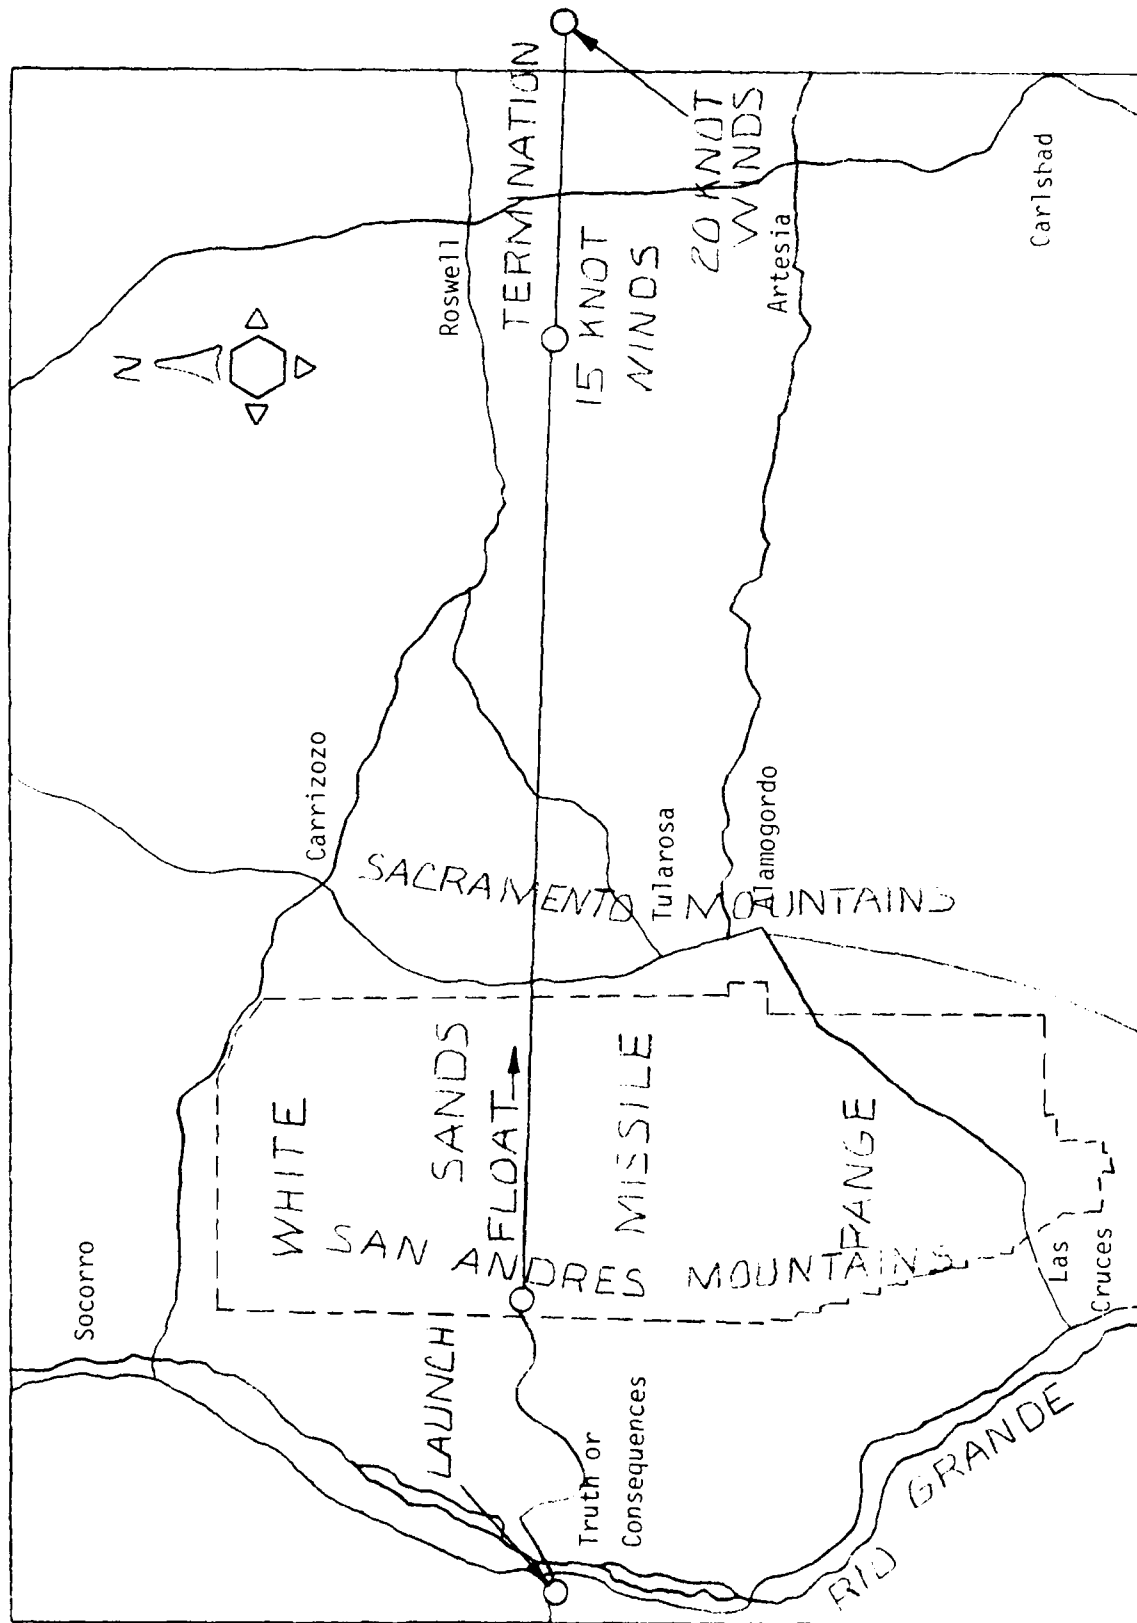 N
Socorro
Carrizozo
Roswell
LAUNCH
WHITE
SANDS
FLOAT
MISSILE
RANGE
SAN ANDRES MOUNTAINS
SACRAMENTO MOUNTAINS
TERMINATION
15 KNOT
WINDS
20 KNOT
WINDS
Truth or
Consequences
Tularosa
Alamogordo
Artesia
Carlsbad
Las
Cruces
RIO GRANDE